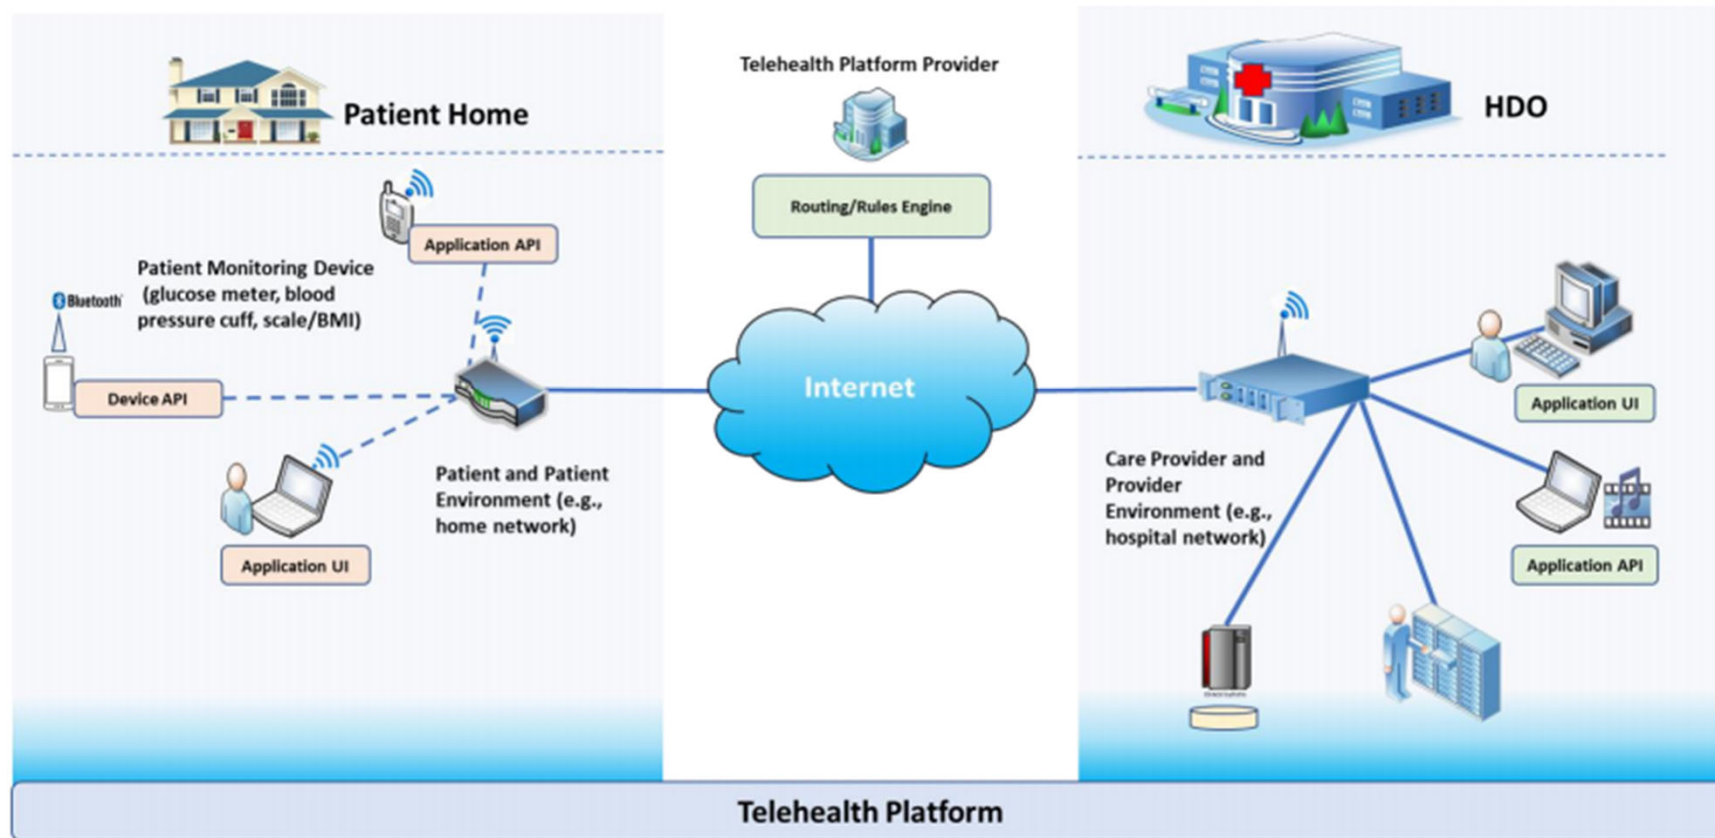 Patient Home
Telehealth Platform Provider
HDO
Routing/Rules Engine
Application API
Patient Monitoring Device
(glucose meter, blood
pressure cuff, scale/BMI)
Bluetooth
Device API
Application UI
Patient and Patient
Environment (e.g.,
home network)
Internet
Care Provider and
Provider
Environment (e.g.,
hospital network)
Application UI
Application API
Telehealth Platform